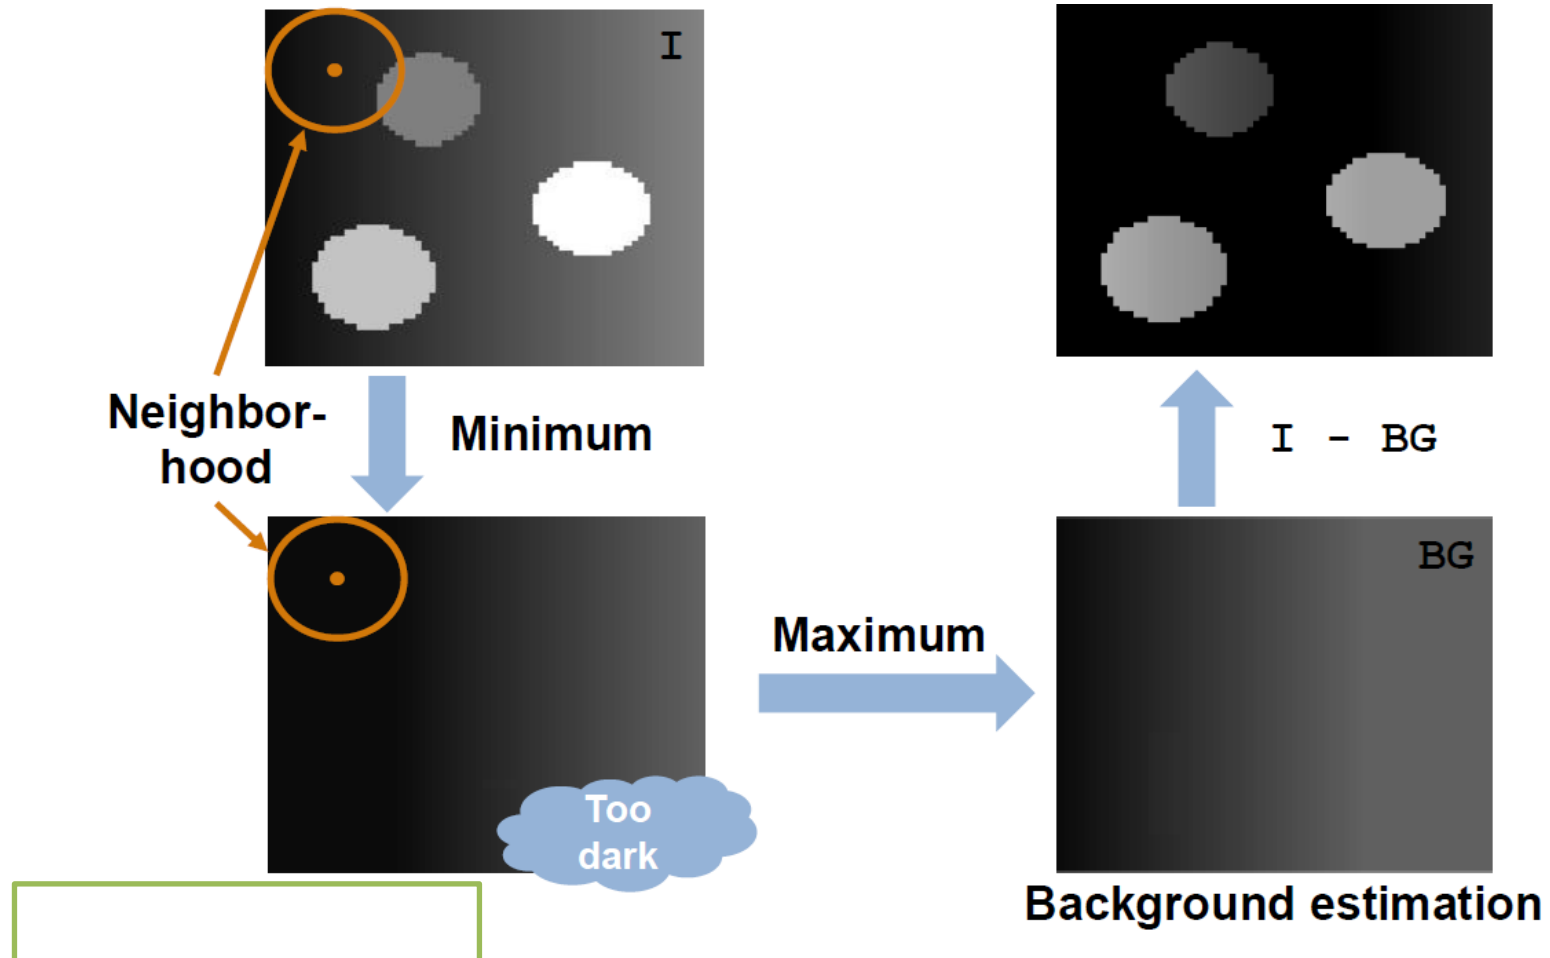 I
Neighbor-
hood
Minimum
I - BG
BG
Maximum
Too
dark
Background estimation